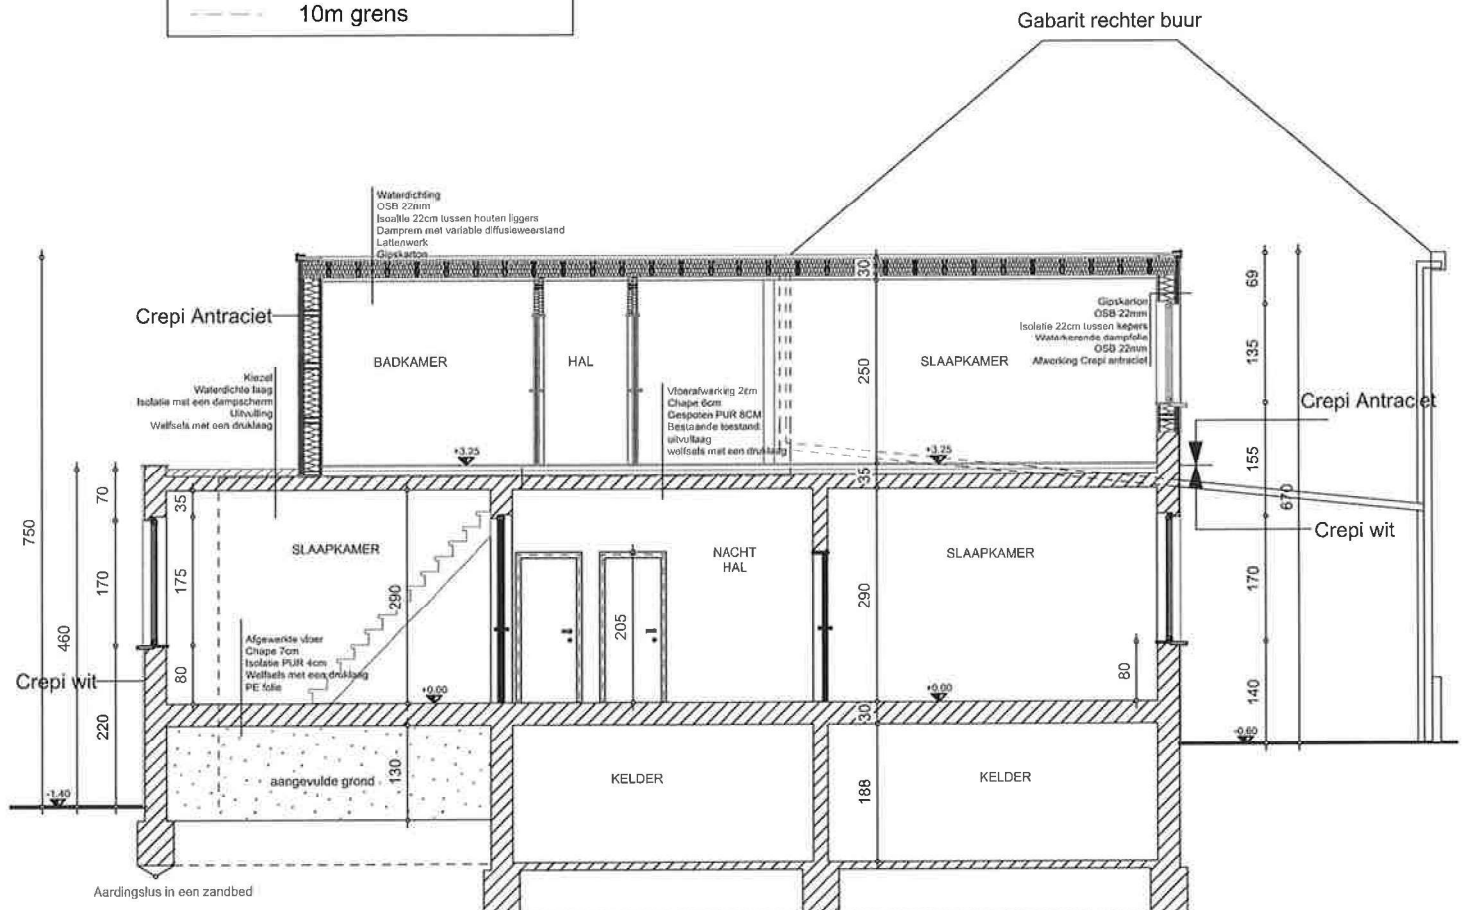 10m grens
Gabarit rechter buur
Waterdichting
OSB 22mm
Isoaltie 22cm tussen houten liggers
Damprem met variable diffusieweerstand
Lattenwerk
Gipskarton
30
69
Crepi Antraciet
Gipskarton
OSB 22mm
Isolatie 22cm tussen kepers
Waterkerende dampfolie
OSB 22mm
Afwerking Crepi antraciet
135
BADKAMER
HAL
SLAAPKAMER
250
Kiezel
Waterdichte laag
Isolatie met een dampscherm
Uitvulling
Welfsels met een druklaag
Vloerafwerking 2cm
Chape 6cm
Gespoten PUR 8CM
Bestaande toestand:
uitvullaag
welfsels met een druklaag
Crepi Antraciet
+3.25
+3.25
155
35
70
35
670
750
Crepi wit
SLAAPKAMER
NACHT
HAL
SLAAPKAMER
170
175
290
205
290
170
460
Afgewerkte vloer
Chape 7cm
Isolatie PUR 4cm
Welfsels met een druklaag
PE folie
80
80
Crepi wit
+0.00
+0.00
140
220
30
-0.60
aangevulde grond
130
KELDER
KELDER
188
-1.40
Aardingslus in een zandbed